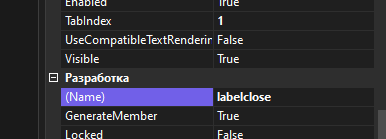 Enabled True
TabIndex 1
UseCompatibleTextRenderin False
Visible True
Разработка
(Name) labelclose
GenerateMember True
Locked False